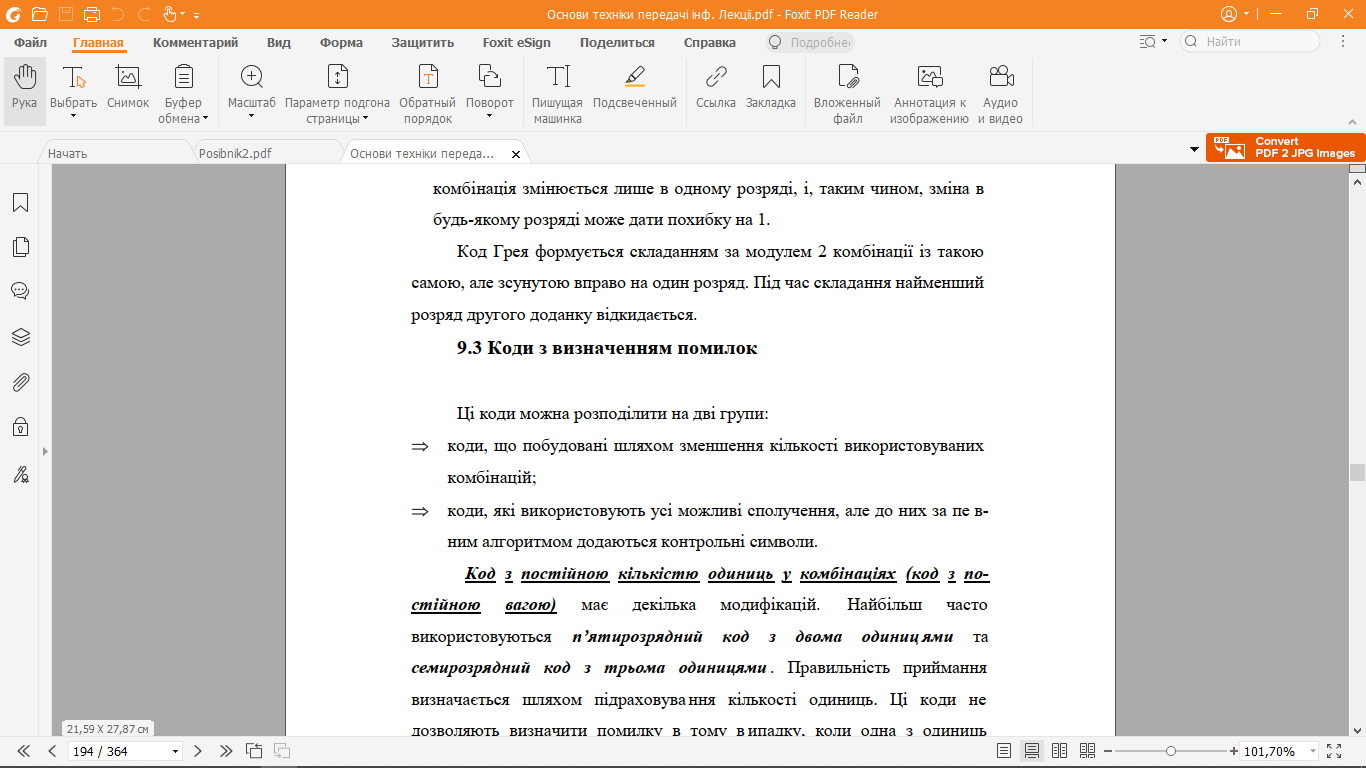 Основи техніки передачі інф. Лекції.pdf - Foxit PDF Reader
Файл Главная Комментарий Вид Форма Защитить Foxit eSign Поделиться Справка Подробнее Найти
Рука Выбрать Снимок Буфер обмена Масштаб Параметр подгона страницы Обратный порядок Поворот Пишущая машинка Подсвеченный Ссылка Закладка Вложенный файл Аннотация к изображению Аудио и видео
Начать Posibnik2.pdf Основи техніки переда...
Convert
PDF 2 JPG Images
комбінація змінюється лише в одному розряді, і, таким чином, зміна в
будь-якому розряді може дати похибку на 1.
Код Грея формується складанням за модулем 2 комбінації із такою
самою, але зсунутою вправо на один розряд. Під час складання найменший
розряд другого доданку відкидається.
9.3 Коди з визначенням помилок
Ці коди можна розподілити на дві групи:
⇒ коди, що побудовані шляхом зменшення кількості використовуваних
комбінацій;
⇒ коди, які використовують усі можливі сполучення, але до них за пе в-
ним алгоритмом додаються контрольні символи.
Код з постійною кількістю одиниць у комбінаціях (код з по-
стійною вагою) має декілька модифікацій. Найбільш часто
використовуються п’ятирозрядний код з двома одиницями та
семирозрядний код з трьома одиницями. Правильність приймання
визначається шляхом підраховування кількості одиниць. Ці коди не
дозволяють визначити помилку в тому випадку, коли одна з одиниць
21,59 X 27,87 см
194 / 364
101,70%